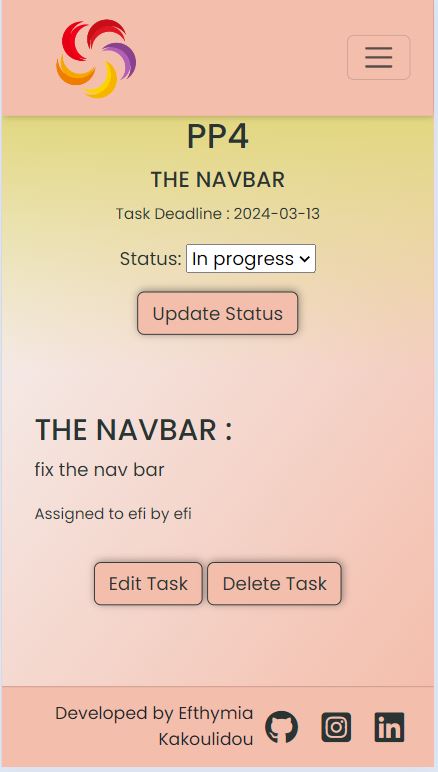 PP4
THE NAVBAR
Task Deadline : 2024-03-13
Status: In progress
Update Status
THE NAVBAR :
fix the nav bar
Assigned to efi by efi
Edit Task Delete Task
Developed by Efthymia
Kakoulidou